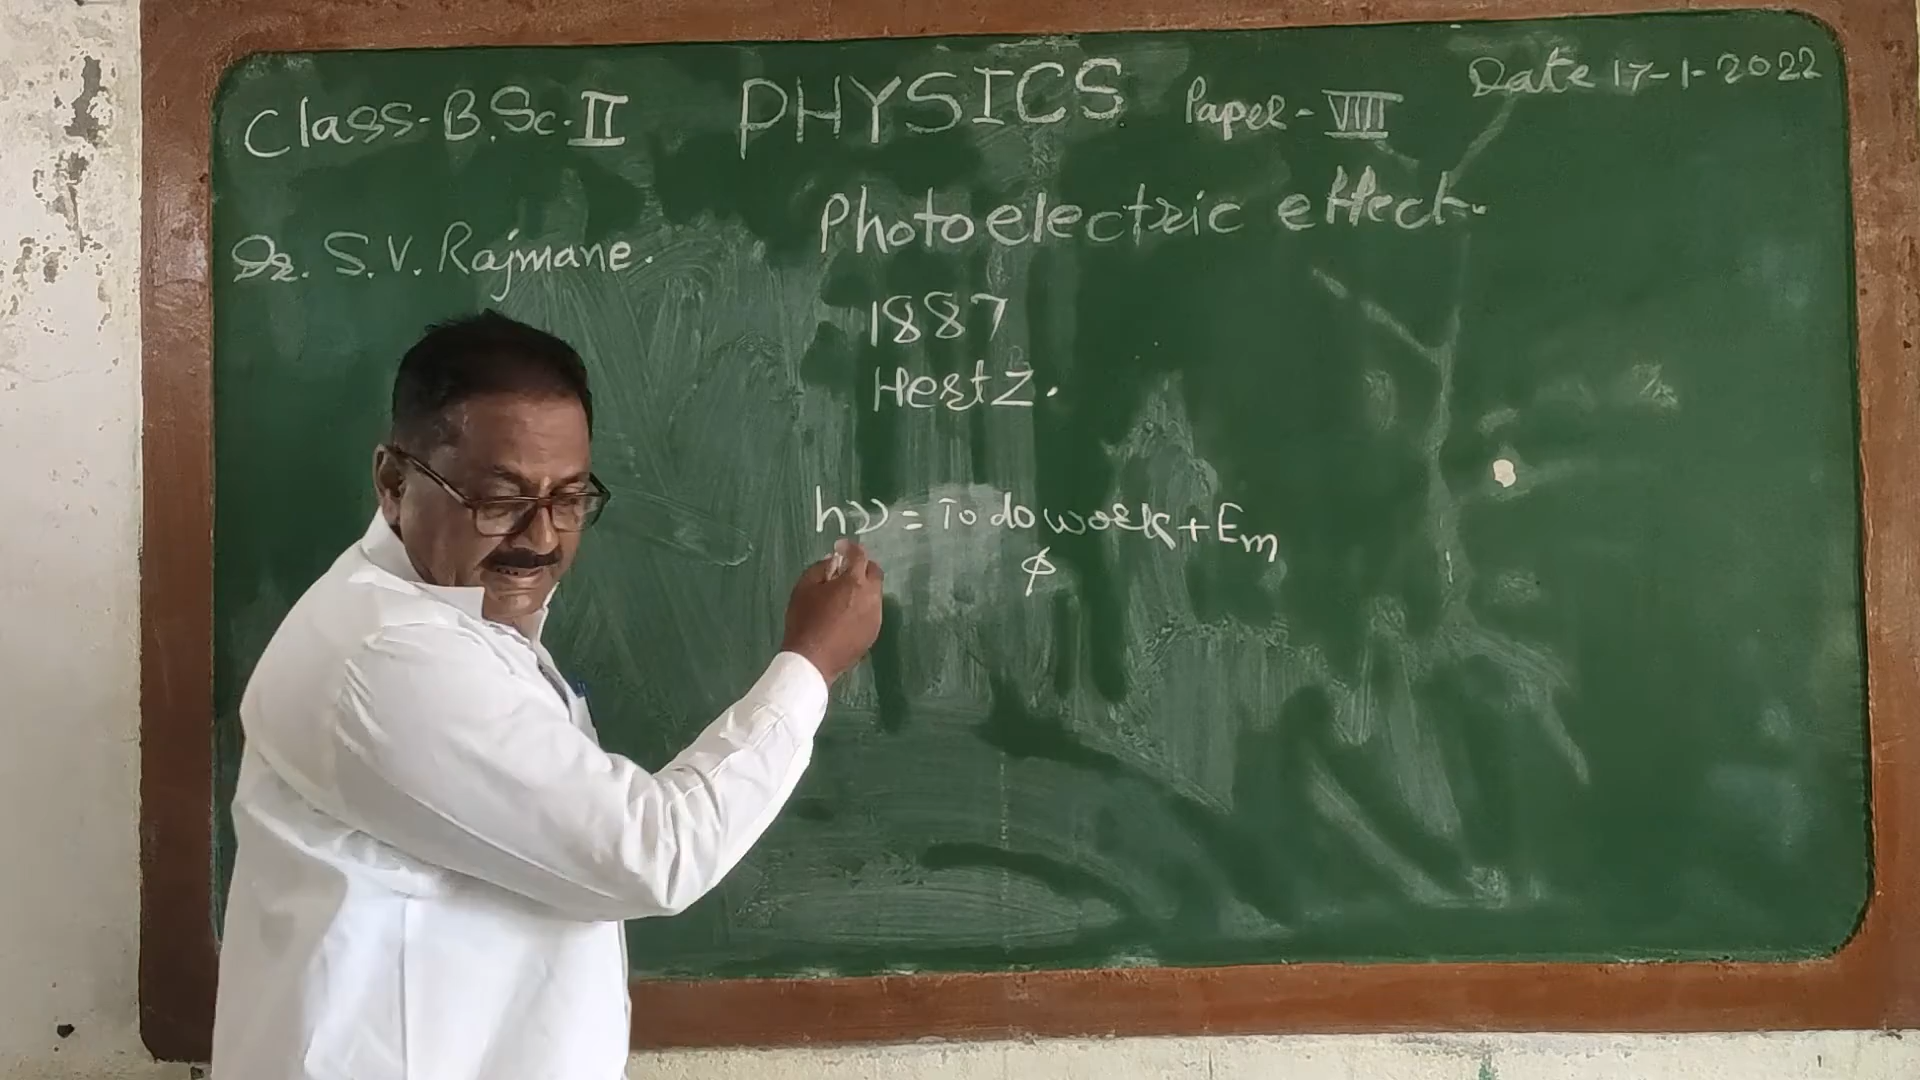 Class-B.Sc-II PHYSICS Paper-VIII Date 17-1-2022
Dr. S.V. Rajmane.
Photoelectric effect.
1887
Hertz.
hν = To do work + Em
ϕ